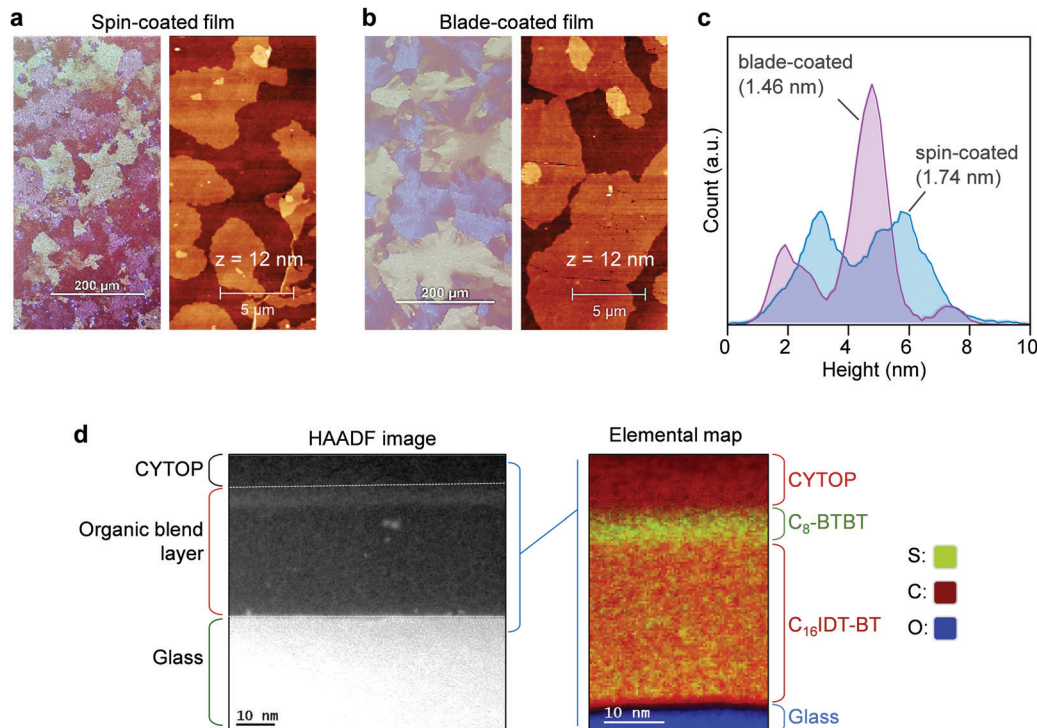 a
Spin-coated film
200 µm
z = 12 nm
5 µm
b
Blade-coated film
200 µm
z = 12 nm
5 µm
c
blade-coated
(1.46 nm)
spin-coated
(1.74 nm)
Count (a.u.)
0 2 4 6 8 10
Height (nm)
d
HAADF image
CYTOP
Organic blend
layer
Glass
10 nm
Elemental map
CYTOP
C₈-BTBT
C₁₆IDT-BT
Glass
10 nm
S:
C:
O: